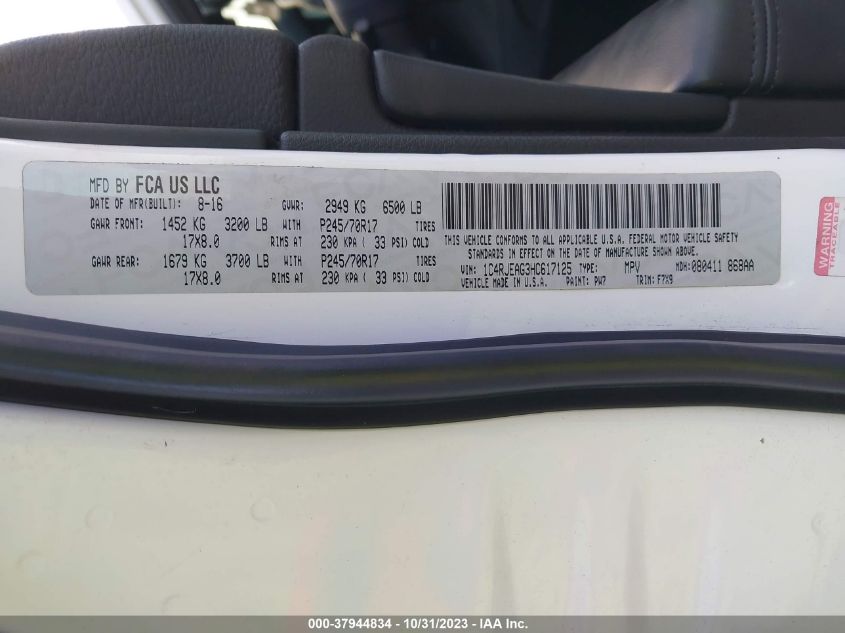 MFD BY FCA US LLC
DATE OF MFR(BUILT): 8-16 GVWR: 2949 KG 6500 LB
GAWR FRONT: 1452 KG 3200 LB WITH P245/70R17 TIRES
17X8.0 RIMS AT 230 KPA ( 33 PSI) COLD
GAWR REAR: 1679 KG 3700 LB WITH P245/70R17 TIRES
17X8.0 RIMS AT 230 KPA ( 33 PSI) COLD
THIS VEHICLE CONFORMS TO ALL APPLICABLE U.S.A. FEDERAL MOTOR VEHICLE SAFETY
STANDARDS IN EFFECT ON THE DATE OF MANUFACTURE SHOWN ABOVE.
VIN: 1C4RJEAG3HC617125 TYPE: MPV MDH: 080411 868AA
VEHICLE MADE IN U.S.A. PAINT: PW7 TRIM: F7X9
WARNING
TRACEABLE
000-37944834 - 10/31/2023 - IAA Inc.